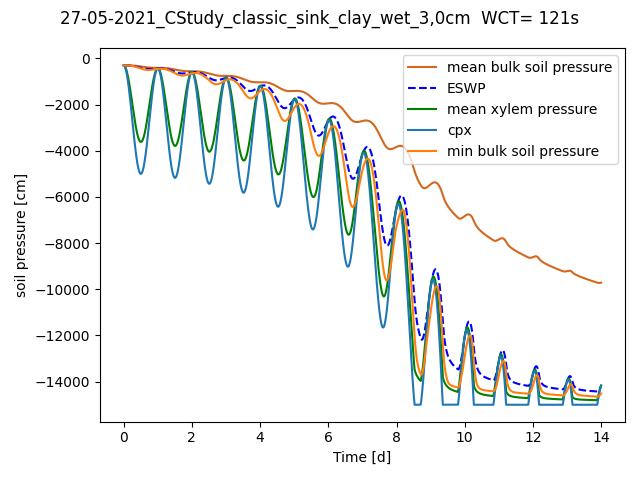 27-05-2021_CStudy_classic_sink_clay_wet_3,0cm  WCT= 121s
mean bulk soil pressure
ESWP
mean xylem pressure
cpx
min bulk soil pressure
soil pressure [cm]
0
−2000
−4000
−6000
−8000
−10000
−12000
−14000
0 2 4 6 8 10 12 14
Time [d]